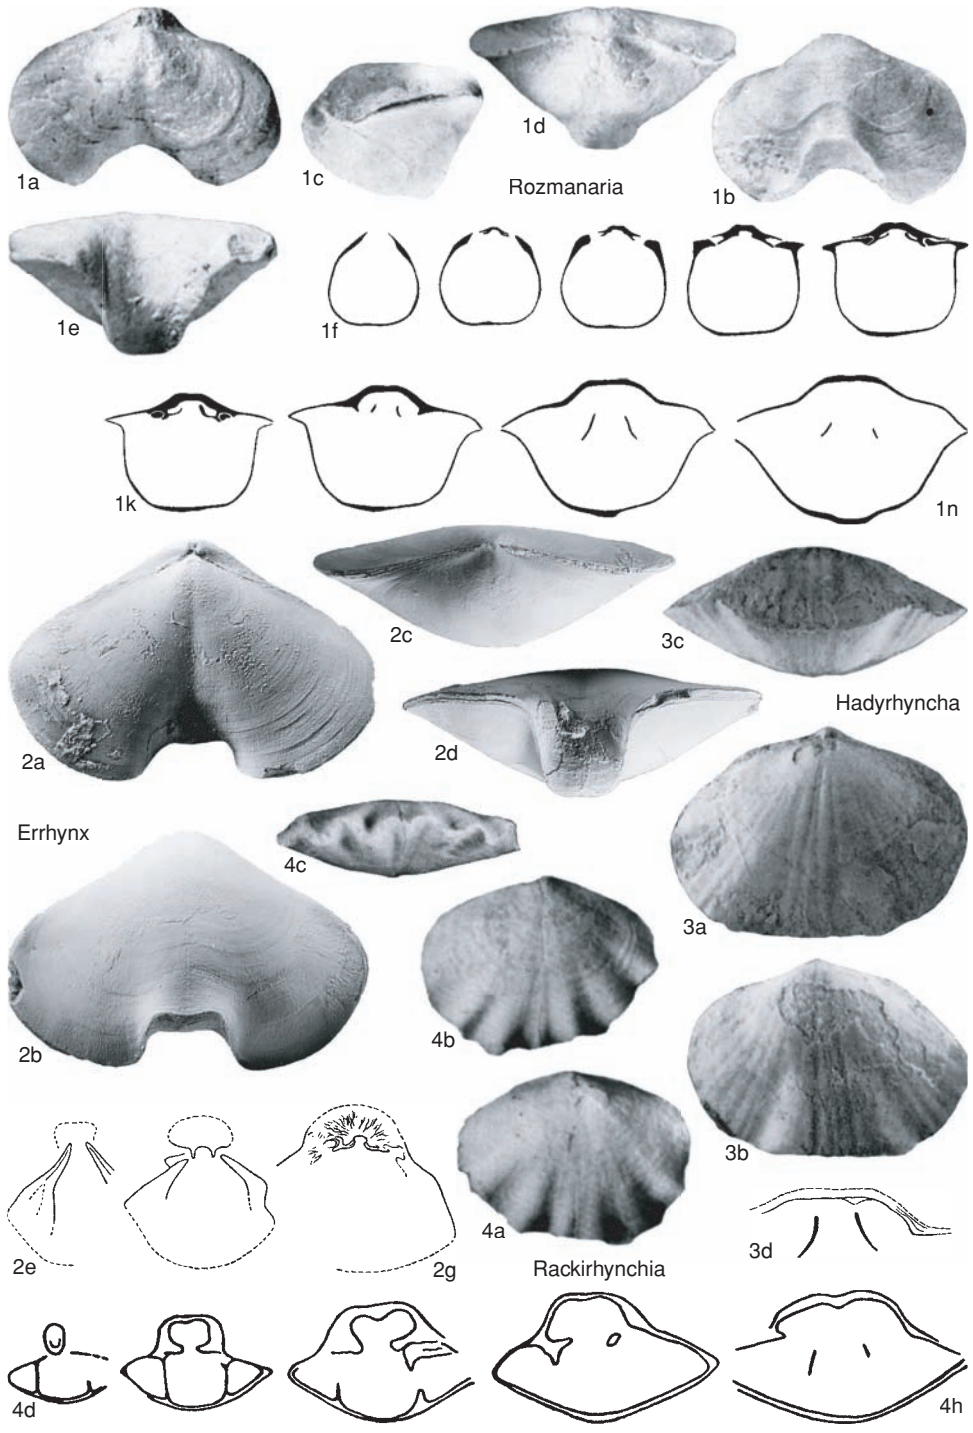 1a
1c
1d
Rozmanaria
1b
1e
1f
1k
1n
2c
3c
2a
2d
Hadyrhyncha
Errhynx
4c
3a
2b
4b
3b
2e
2g
4a
3d
Rackirhynchia
4d
4h